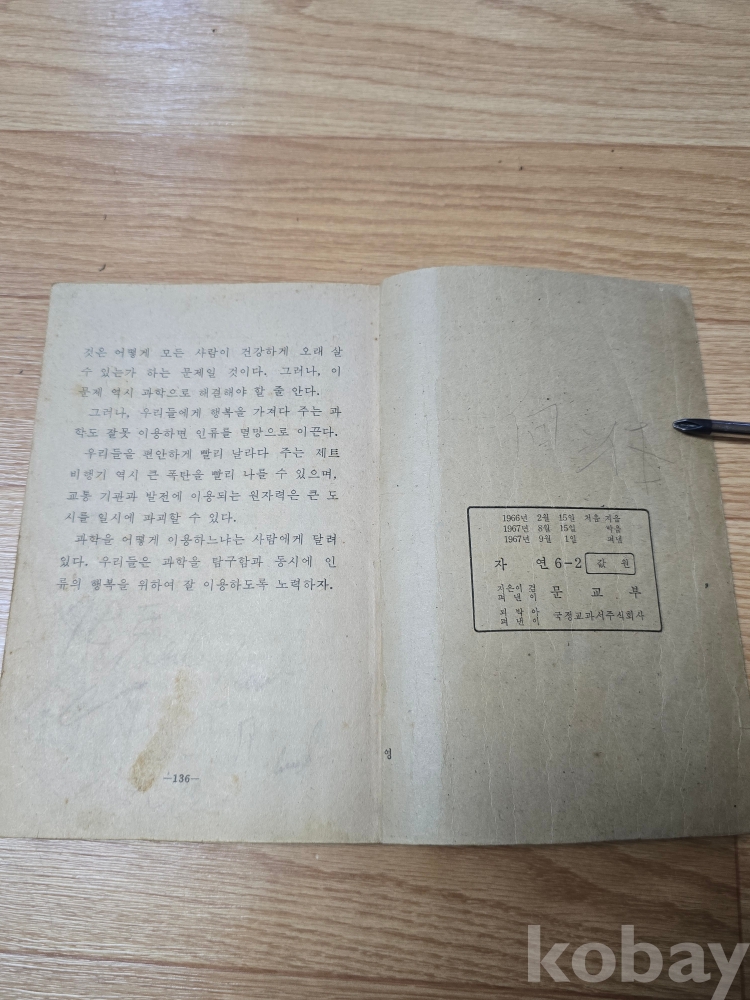 것은 어떻게 모든 사람이 건강하게 오래 살
수 있는가 하는 문제일 것이다. 그러나, 이
문제 역시 과학으로 해결해야 할 줄 안다.
그러나, 우리들에게 행복을 가져다 주는 과
학도 잘못 이용하면 인류를 멸망으로 이끈다.
우리들을 편안하게 빨리 날라다 주는 제트
비행기 역시 큰 폭탄을 빨리 나를 수 있으며,
교통 기관과 발전에 이용되는 원자력은 큰 도
시를 일시에 파괴할 수 있다.
과학을 어떻게 이용하느냐는 사람에게 달려
있다. 우리들은 과학을 탐구함과 동시에 인
류의 행복을 위하여 잘 이용하도록 노력하자.
—136—
1966년 2월 15일 처음 지음
1967년 8월 15일 박음
1967년 9월 1일 펴냄
자 연 6-2 값 원
지은이 겸 펴낸이 문 교 부
국정교과서주식회사
영
kobay